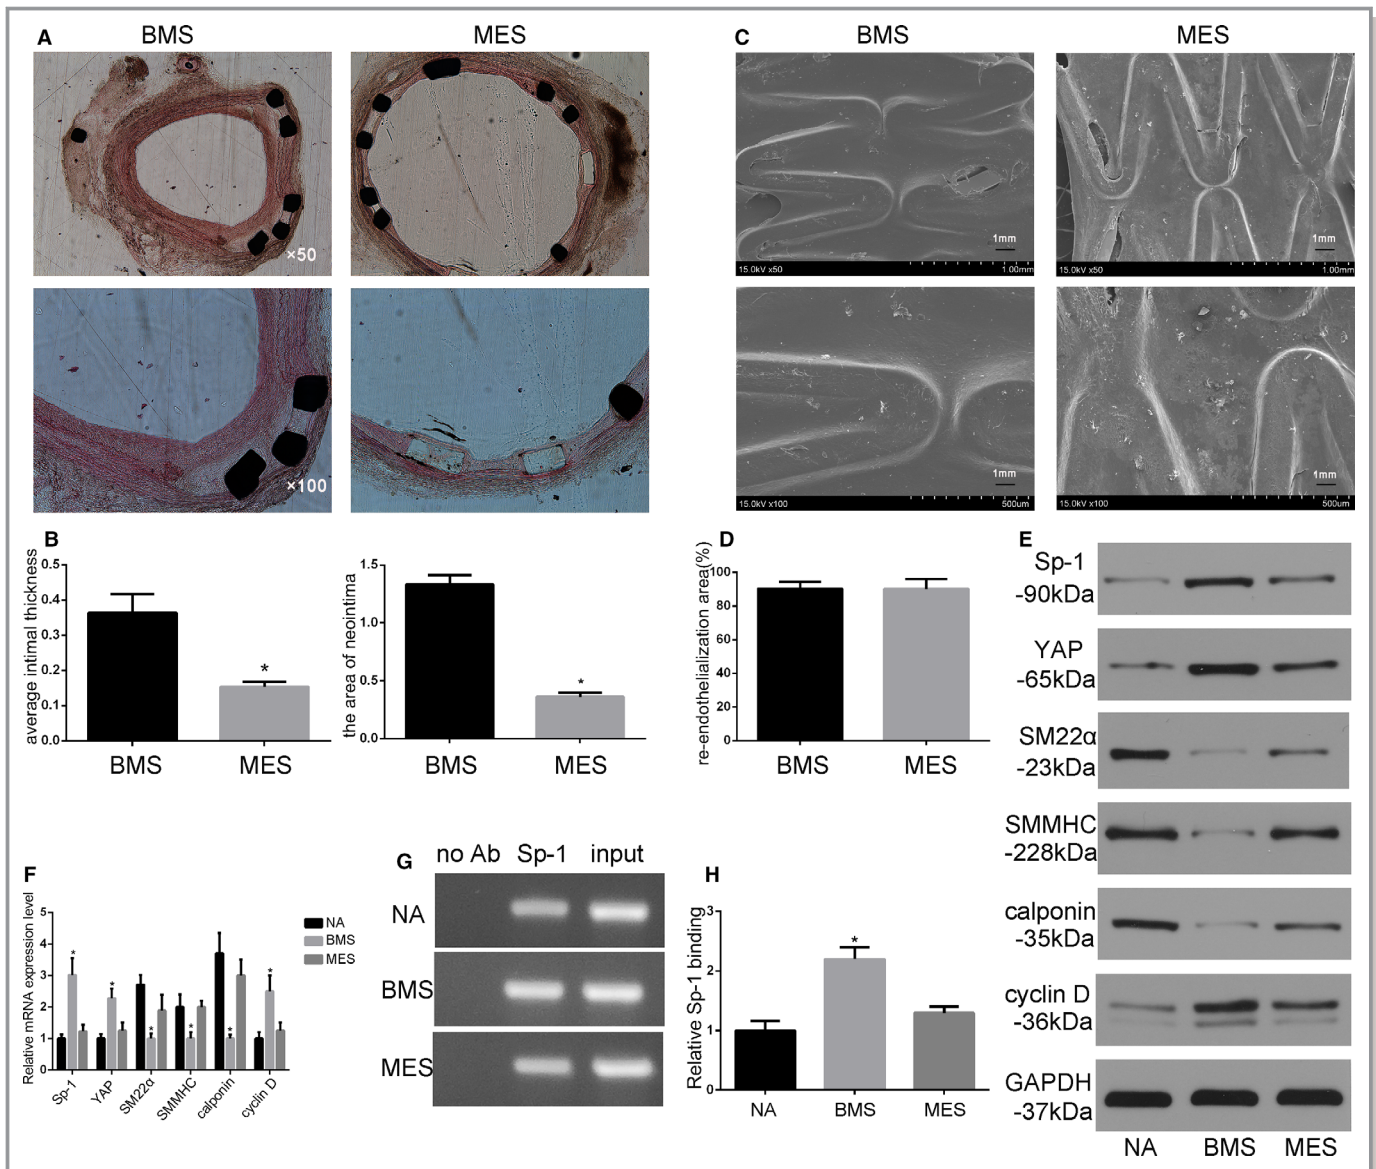 A
BMS
MES
×50
×100
C
BMS
MES
1mm
15.0kV x50
1.00mm
1mm
15.0kV x50
1.00mm
1mm
15.0kV x100
500um
1mm
15.0kV x100
500um
B
average intimal thickness
0.5
0.4
0.3
0.2
0.1
0.0
*
BMS
MES
the area of neointima
1.5
1.0
0.5
0.0
*
BMS
MES
D
re-endothelialization area(%)
100
80
60
40
20
0
BMS
MES
E
Sp-1
-90kDa
YAP
-65kDa
SM22α
-23kDa
SMMHC
-228kDa
calponin
-35kDa
cyclin D
-36kDa
GAPDH
-37kDa
NA BMS MES
F
Relative mRNA expression level
5
4
3
2
1
0
* * * * * *
Sp-1
YAP
SM22α
SMMHC
calponin
cyclin D
NA
BMS
MES
G
no Ab Sp-1 input
NA
BMS
MES
H
Relative Sp-1 binding
3
2
1
0
*
NA
BMS
MES